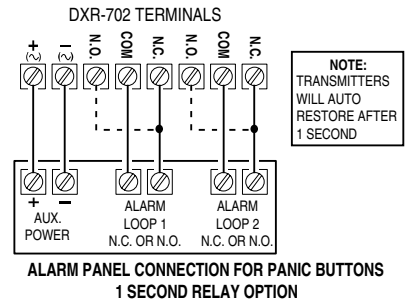 DXR-702 TERMINALS
+ (~) − (~) N.O. COM N.C. N.O. COM N.C.
NOTE:
TRANSMITTERS
WILL AUTO
RESTORE AFTER
1 SECOND
+ −
AUX.
POWER
ALARM
LOOP 1
N.C. OR N.O.
ALARM
LOOP 2
N.C. OR N.O.
ALARM PANEL CONNECTION FOR PANIC BUTTONS
1 SECOND RELAY OPTION